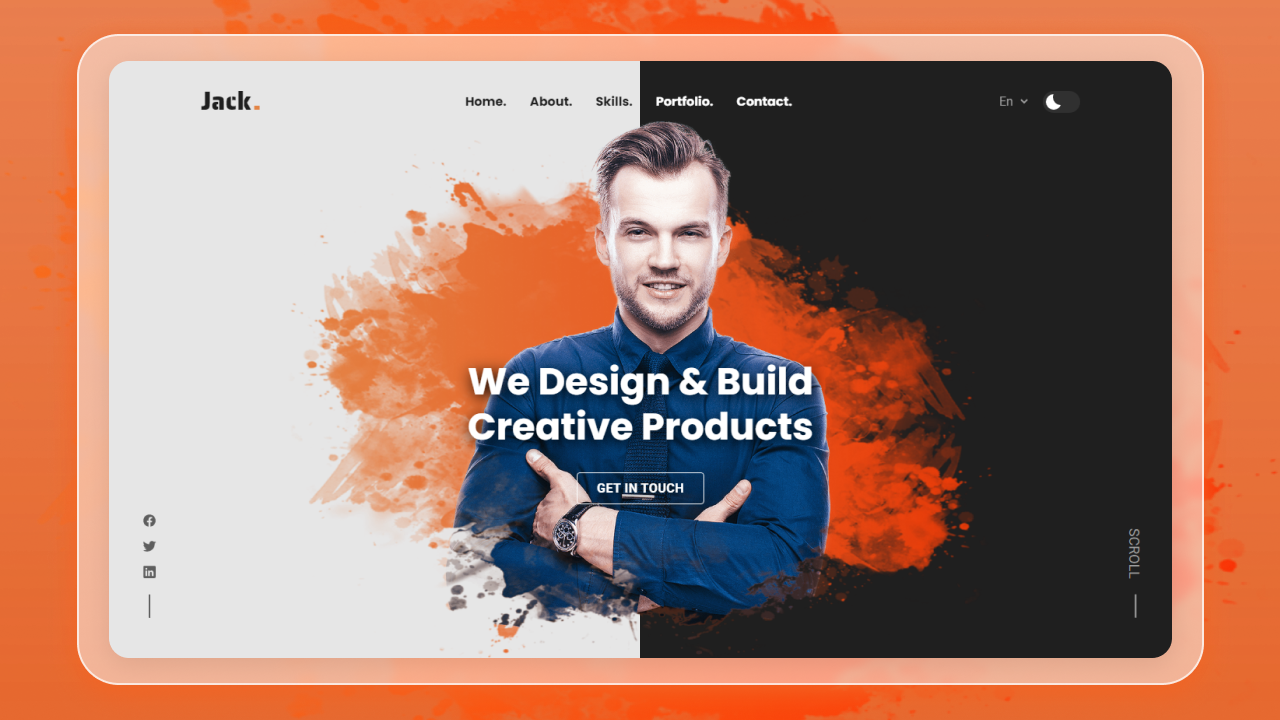 Jack.
Home. About. Skills. Portfolio. Contact.
En
We Design & Build
Creative Products
GET IN TOUCH
SCROLL